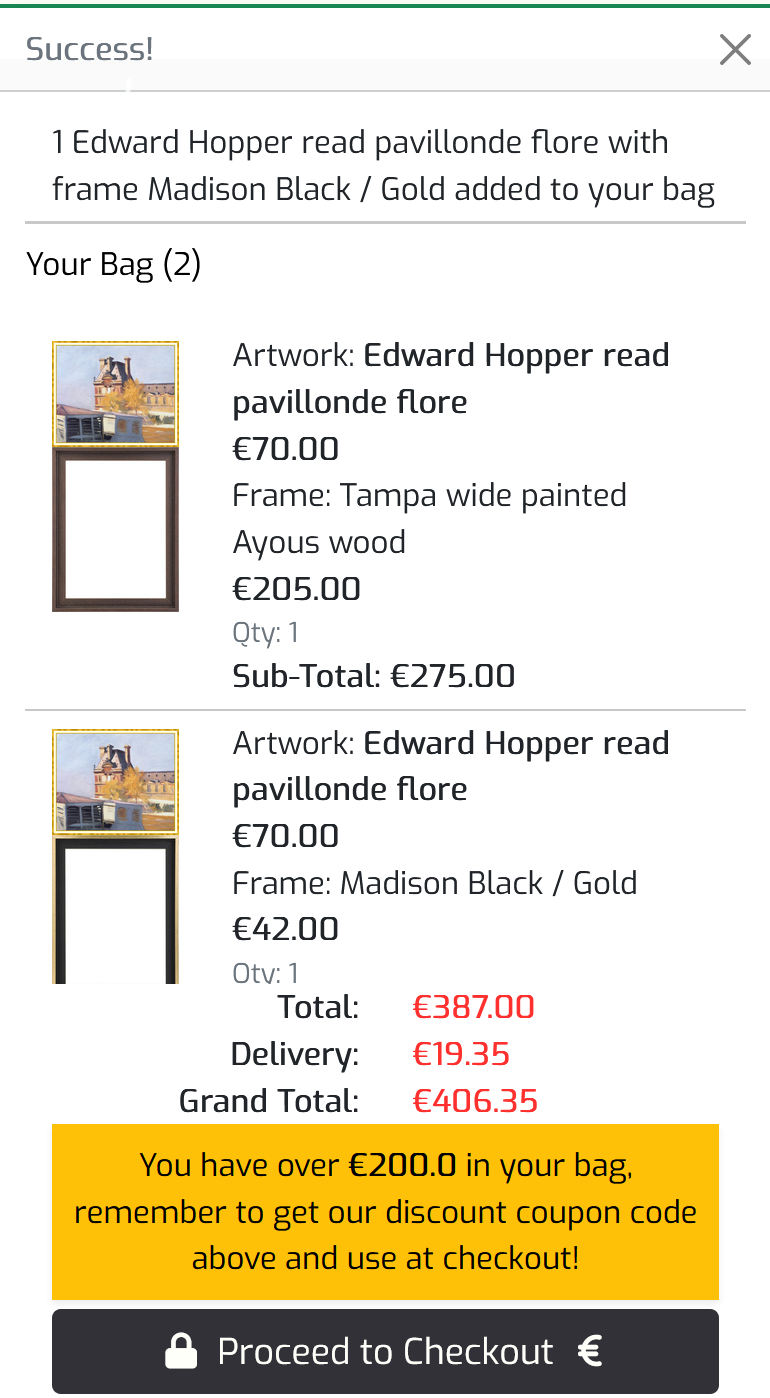 Success!
1 Edward Hopper read pavillonde flore with
frame Madison Black / Gold added to your bag
Your Bag (2)
Artwork: Edward Hopper read
pavillonde flore
€70.00
Frame: Tampa wide painted
Ayous wood
€205.00
Qty: 1
Sub-Total: €275.00
Artwork: Edward Hopper read
pavillonde flore
€70.00
Frame: Madison Black / Gold
€42.00
Qty: 1
Total: €387.00
Delivery: €19.35
Grand Total: €406.35
You have over €200.0 in your bag,
remember to get our discount coupon code
above and use at checkout!
Proceed to Checkout €